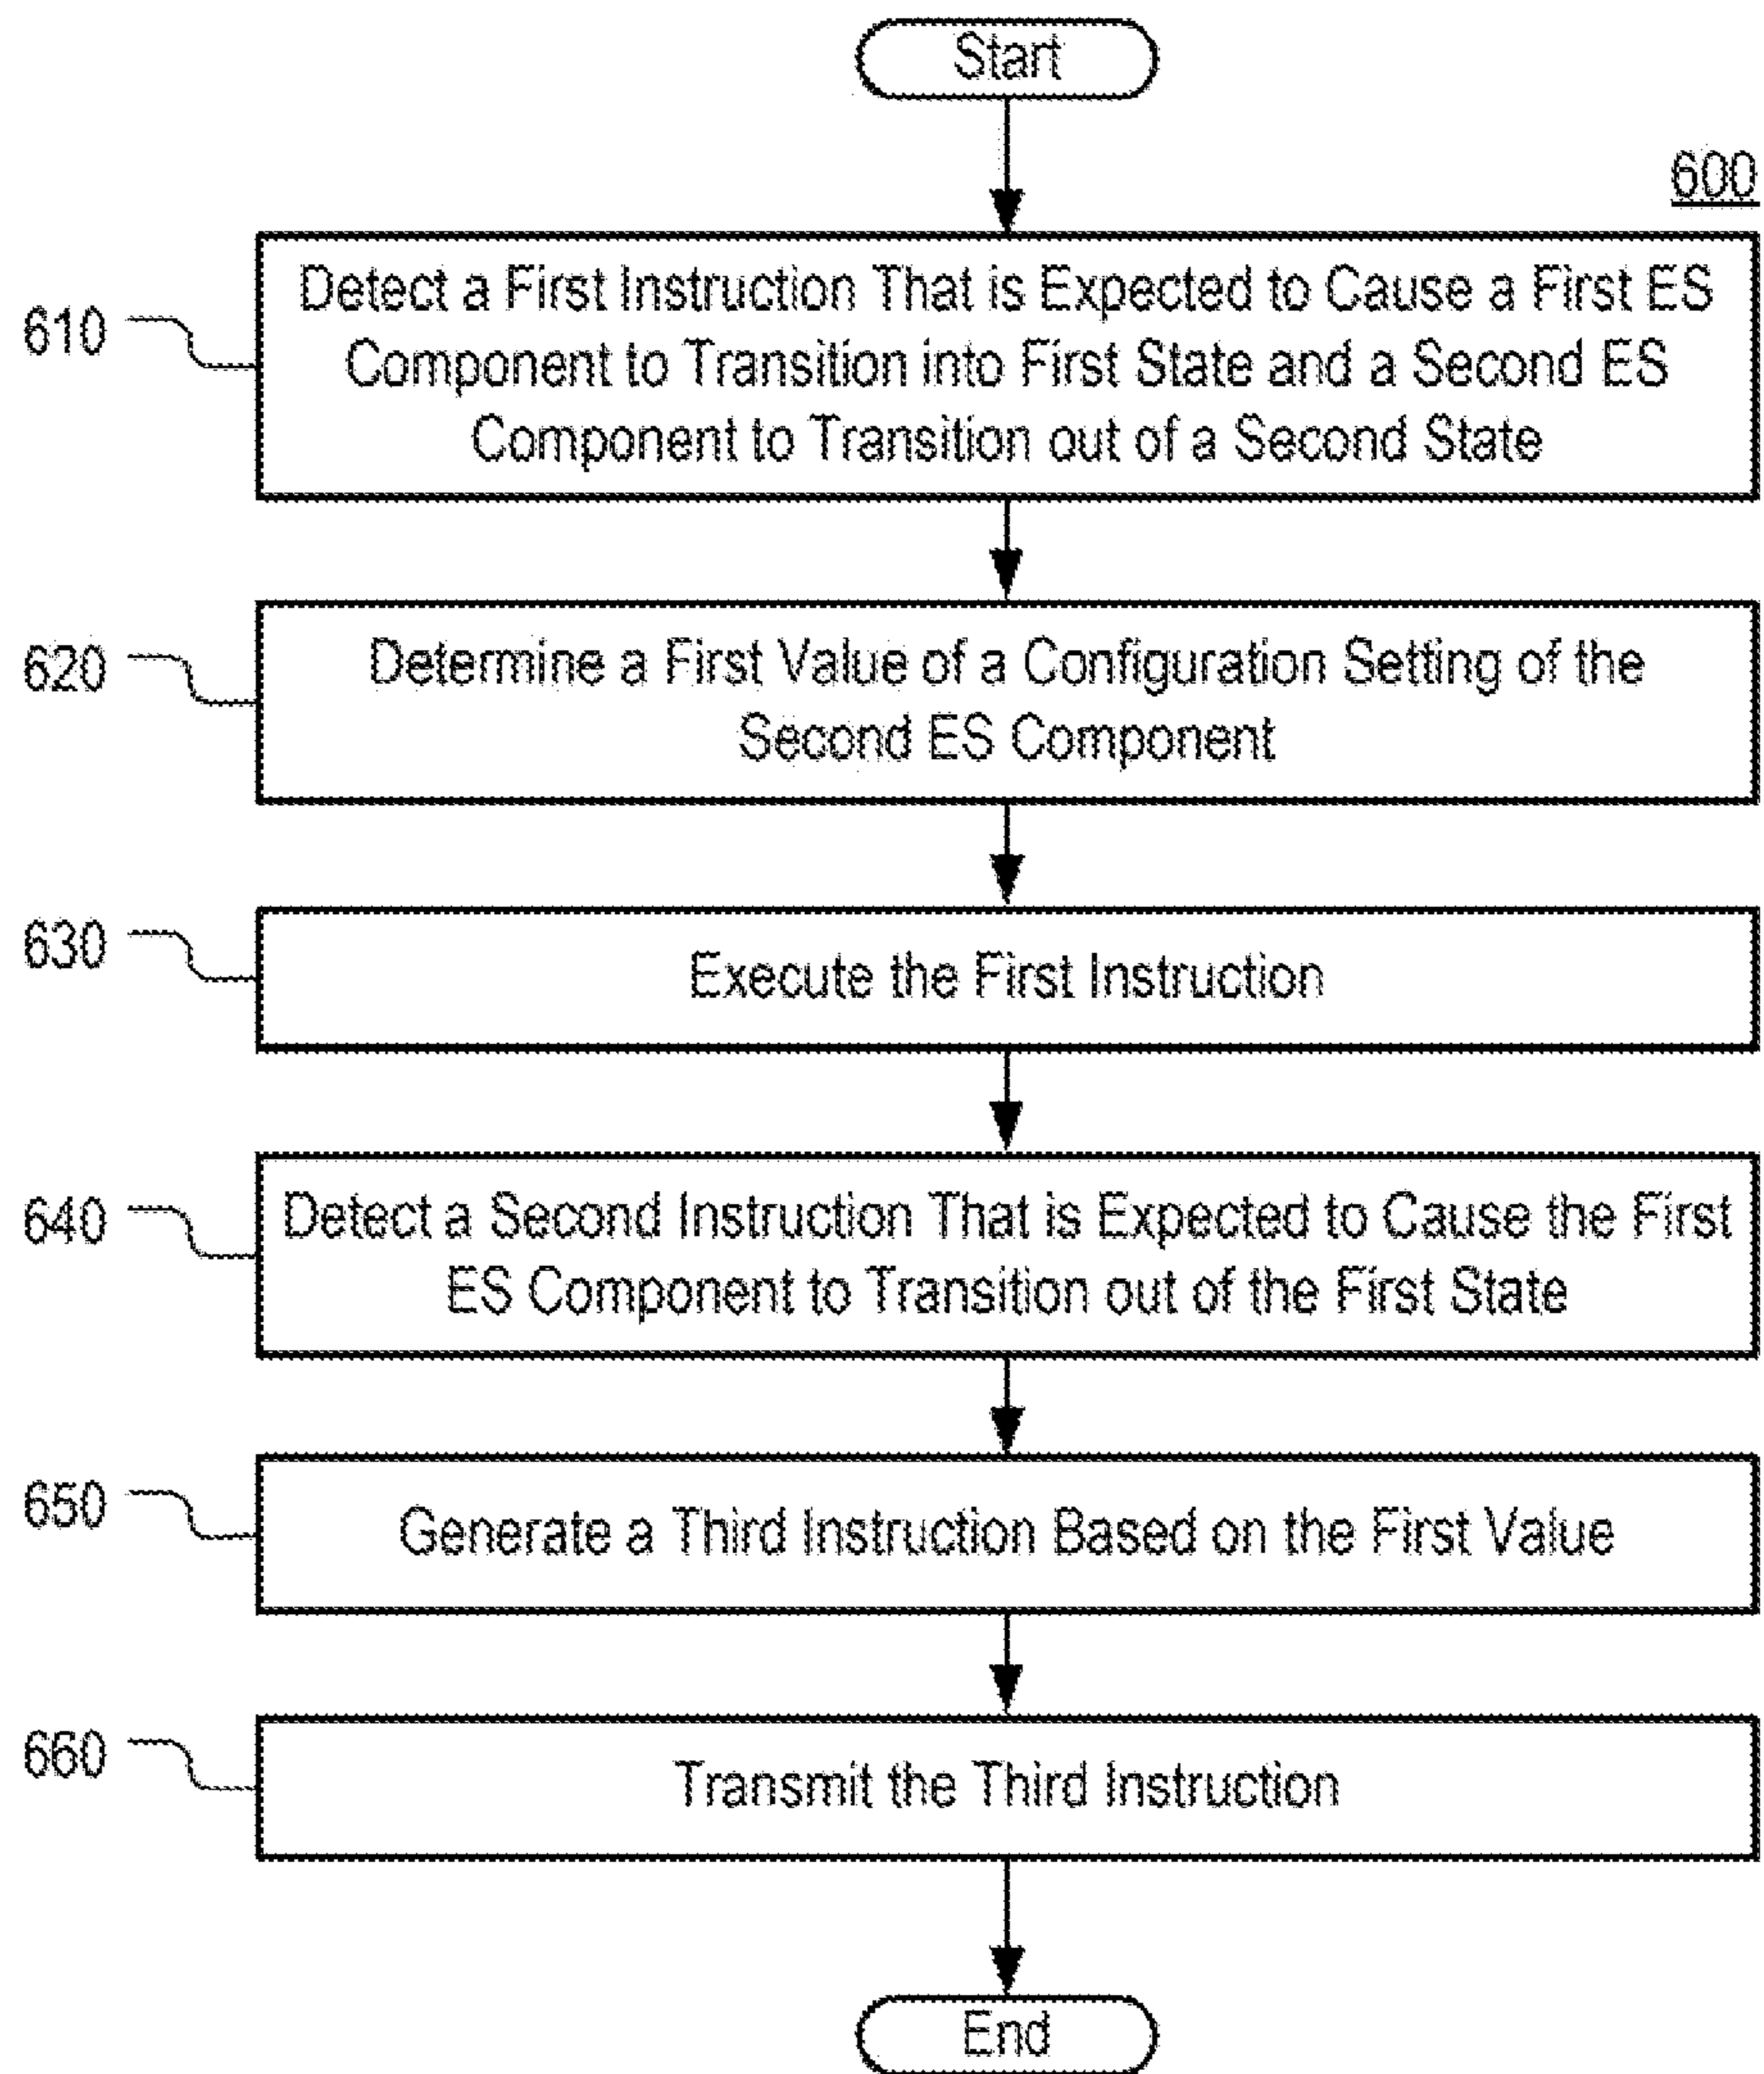 Start
600
610
Detect a First Instruction That is Expected to Cause a First ES
Component to Transition into First State and a Second ES
Component to Transition out of a Second State
620
Determine a First Value of a Configuration Setting of the
Second ES Component
630
Execute the First Instruction
640
Detect a Second Instruction That is Expected to Cause the First
ES Component to Transition out of the First State
650
Generate a Third Instruction Based on the First Value
660
Transmit the Third Instruction
End